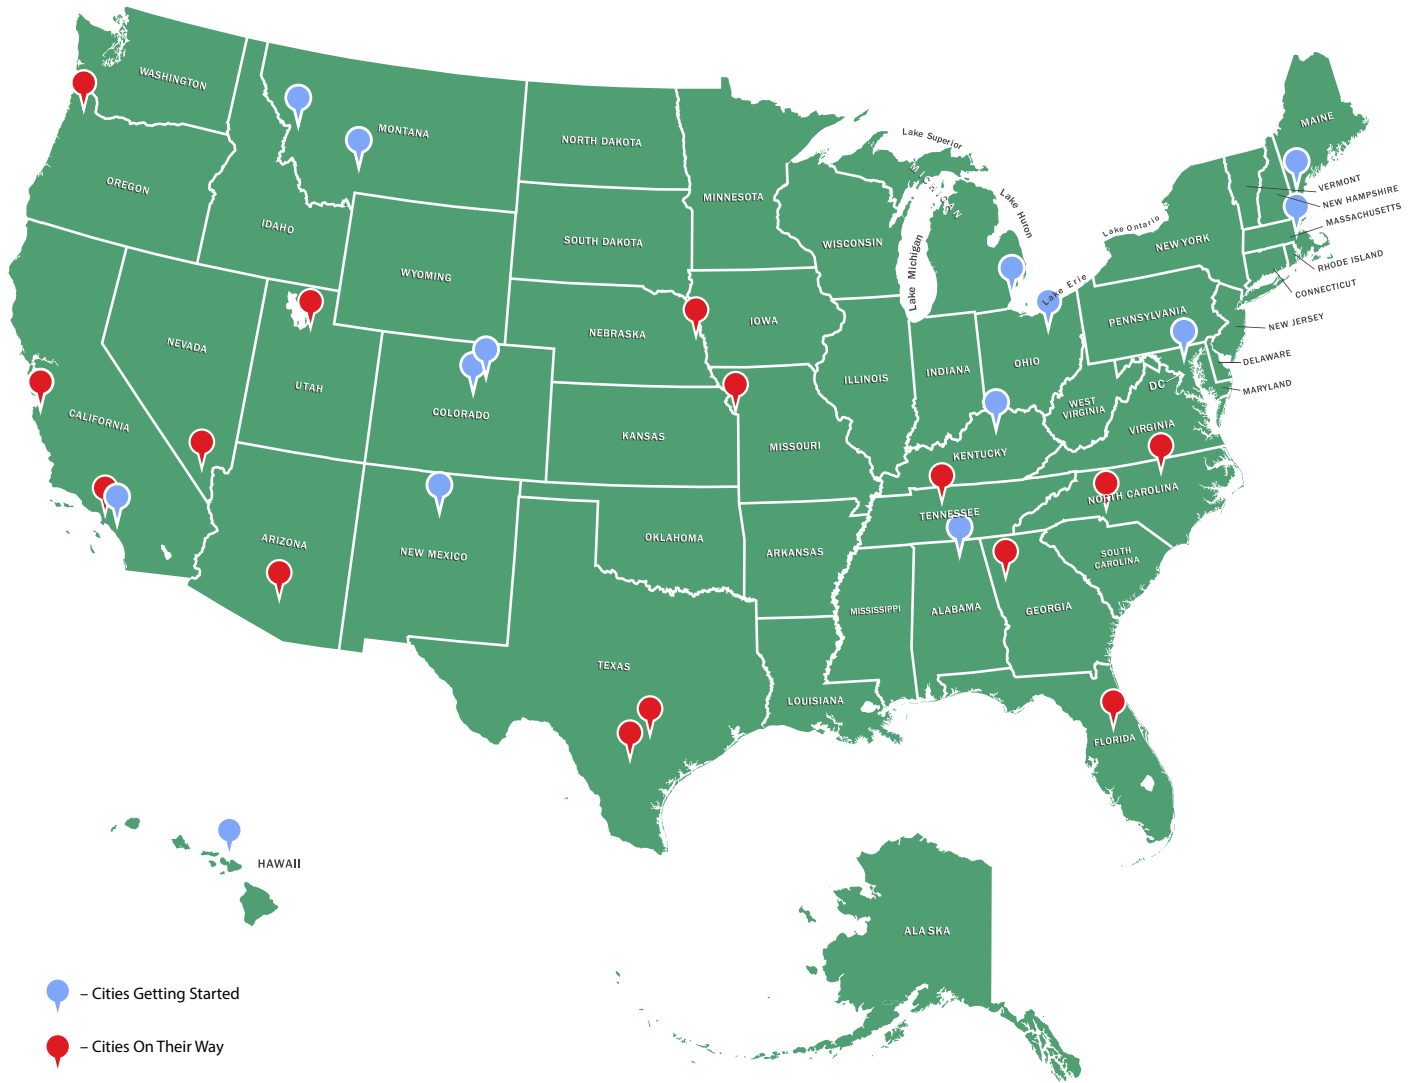 WASHINGTON
MONTANA
NORTH DAKOTA
MINNESOTA
Lake Superior
MICHIGAN
Lake Huron
Lake Michigan
MAINE
VERMONT
NEW HAMPSHIRE
MASSACHUSETTS
RHODE ISLAND
CONNECTICUT
NEW JERSEY
DELAWARE
MARYLAND
Lake Ontario
NEW YORK
Lake Erie
PENNSYLVANIA
OREGON
IDAHO
WYOMING
SOUTH DAKOTA
WISCONSIN
NEBRASKA
IOWA
ILLINOIS
INDIANA
OHIO
WEST
VIRGINIA
DC
VIRGINIA
NEVADA
UTAH
COLORADO
KANSAS
MISSOURI
KENTUCKY
CALIFORNIA
ARIZONA
NEW MEXICO
OKLAHOMA
ARKANSAS
TENNESSEE
NORTH CAROLINA
SOUTH
CAROLINA
MISSISSIPPI
ALABAMA
GEORGIA
TEXAS
LOUISIANA
FLORIDA
HAWAII
ALASKA
– Cities Getting Started
– Cities On Their Way